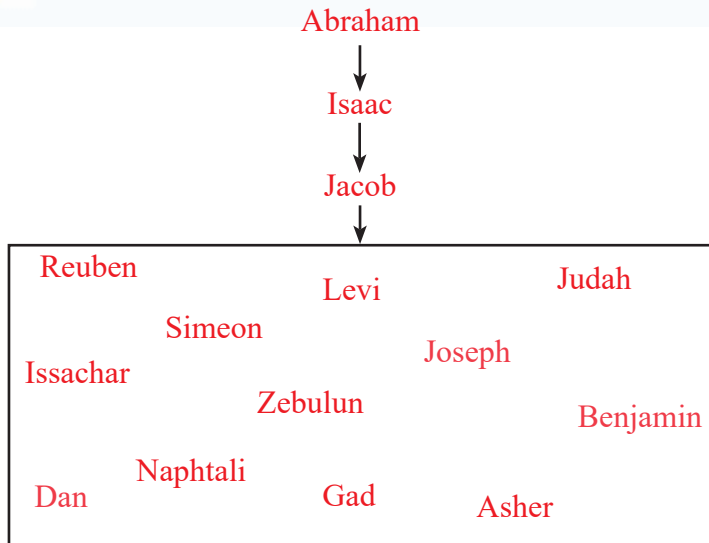 Abraham
Isaac
Jacob
Reuben
Levi
Judah
Simeon
Joseph
Issachar
Zebulun
Benjamin
Naphtali
Dan
Gad
Asher